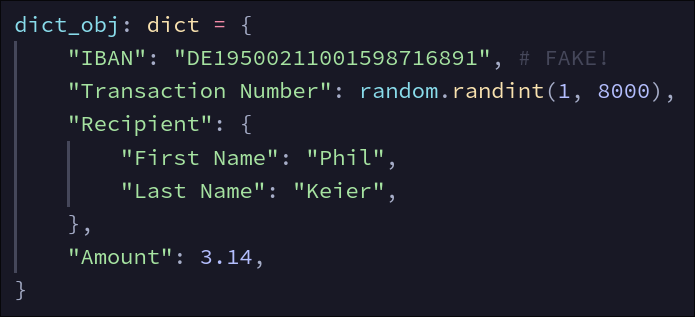 dict_obj: dict = {
    "IBAN": "DE19500211001598716891", # FAKE!
    "Transaction Number": random.randint(1, 8000),
    "Recipient": {
        "First Name": "Phil",
        "Last Name": "Keier",
    },
    "Amount": 3.14,
}